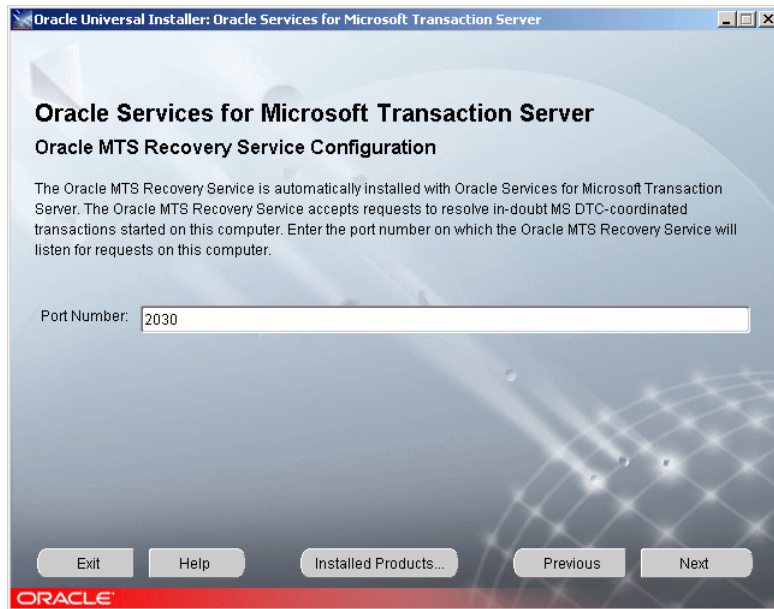 Oracle Universal Installer: Oracle Services for Microsoft Transaction Server
Oracle Services for Microsoft Transaction Server
Oracle MTS Recovery Service Configuration
The Oracle MTS Recovery Service is automatically installed with Oracle Services for Microsoft Transaction
Server. The Oracle MTS Recovery Service accepts requests to resolve in-doubt MS DTC-coordinated
transactions started on this computer. Enter the port number on which the Oracle MTS Recovery Service will
listen for requests on this computer.
Port Number: 2030
Exit Help Installed Products... Previous Next
ORACLE